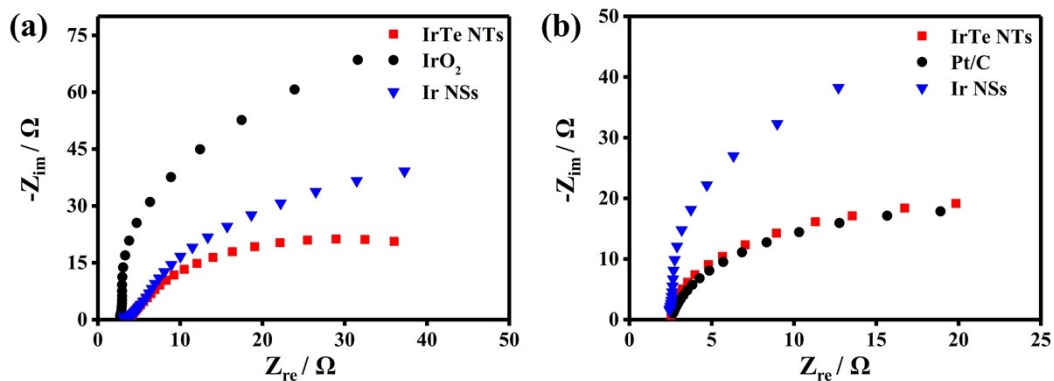 (a)
IrTe NTs
IrO2
Ir NSs
-Zim / Ω
75
60
45
30
15
0
0 10 20 30 40 50
Zre / Ω
(b)
IrTe NTs
Pt/C
Ir NSs
-Zim / Ω
50
40
30
20
10
0
0 5 10 15 20 25
Zre / Ω